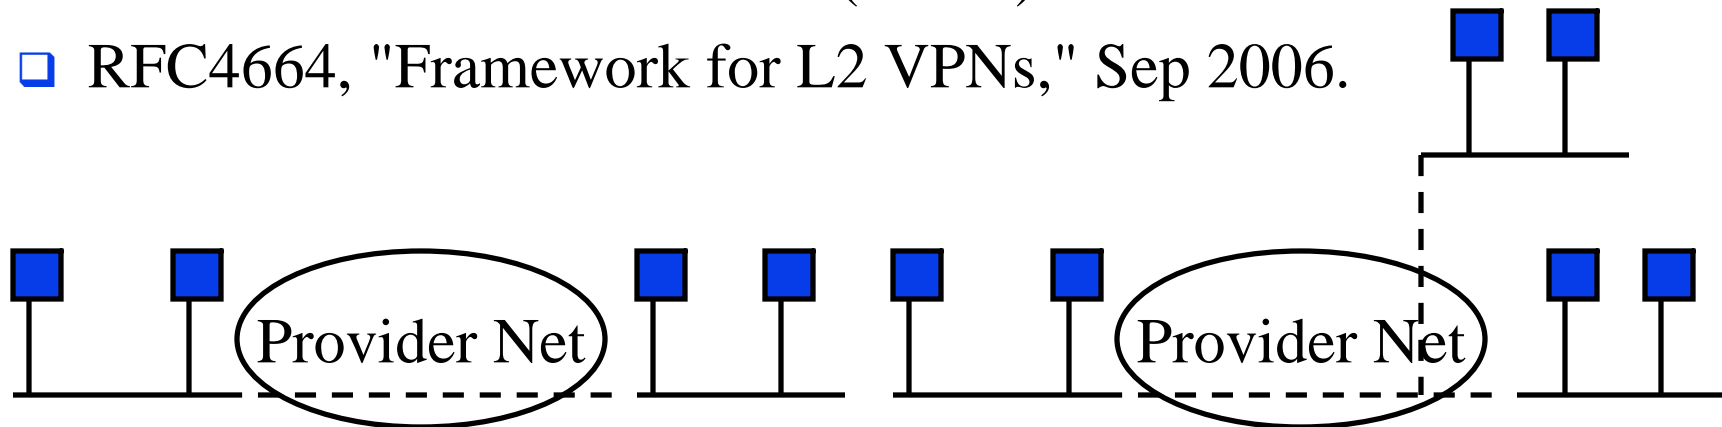 RFC4664, "Framework for L2 VPNs," Sep 2006.
Provider Net
Provider Net